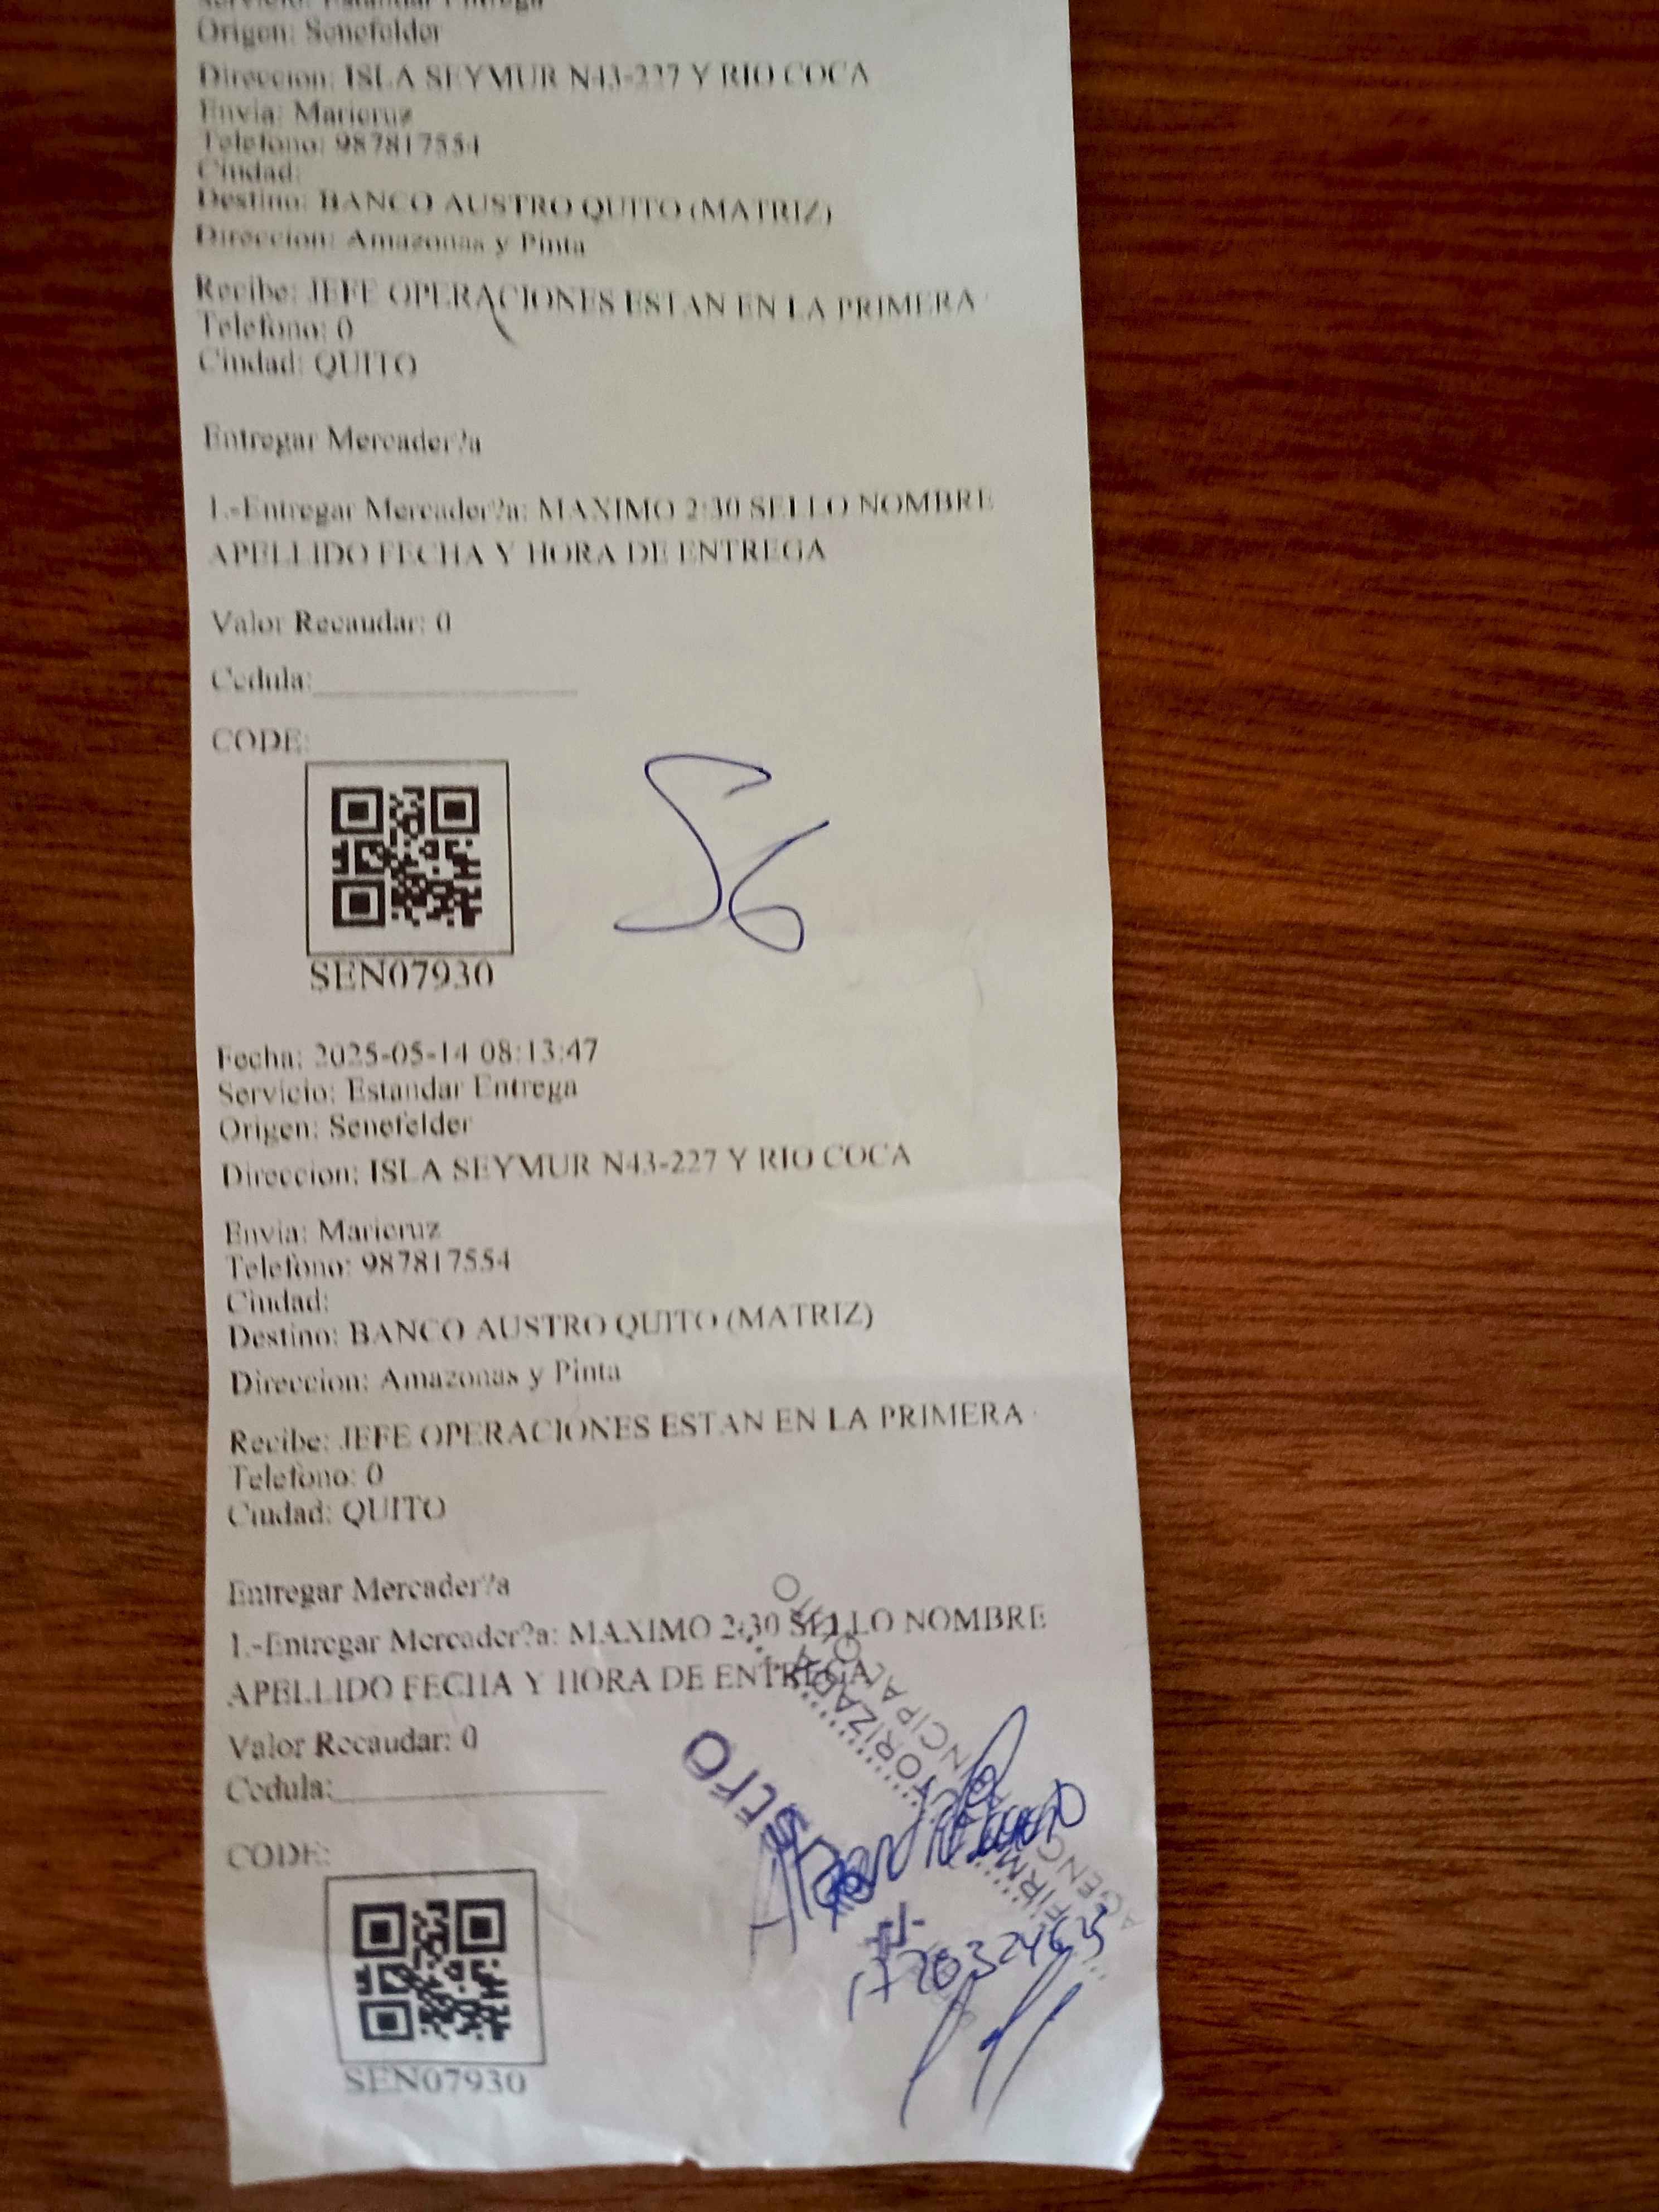 Servicio: Estandar Entrega
Origen: Senefelder
Direccion: ISLA SEYMUR N43-227 Y RIO COCA
Envia: Maricruz
Telefono: 987817554
Ciudad:
Destino: BANCO AUSTRO QUITO (MATRIZ)
Direccion: Amazonas y Pinta
Recibe: JEFE OPERACIONES ESTAN EN LA PRIMERA
Telefono: 0
Ciudad: QUITO
Entregar Mercader?a
1.-Entregar Mercader?a: MAXIMO 2:30 SELLO NOMBRE
APELLIDO FECHA Y HORA DE ENTREGA
Valor Recaudar: 0
Cedula:
CODE:
56
SEN07930
Fecha: 2025-05-14 08:13:47
Servicio: Estandar Entrega
Origen: Senefelder
Direccion: ISLA SEYMUR N43-227 Y RIO COCA
Envia: Maricruz
Telefono: 987817554
Ciudad:
Destino: BANCO AUSTRO QUITO (MATRIZ)
Direccion: Amazonas y Pinta
Recibe: JEFE OPERACIONES ESTAN EN LA PRIMERA
Telefono: 0
Ciudad: QUITO
Entregar Mercader?a
1.-Entregar Mercader?a: MAXIMO 2:30 SELLO NOMBRE
APELLIDO FECHA Y HORA DE ENTREGA
Valor Recaudar: 0
Cedula:
CODE:
SEN07930